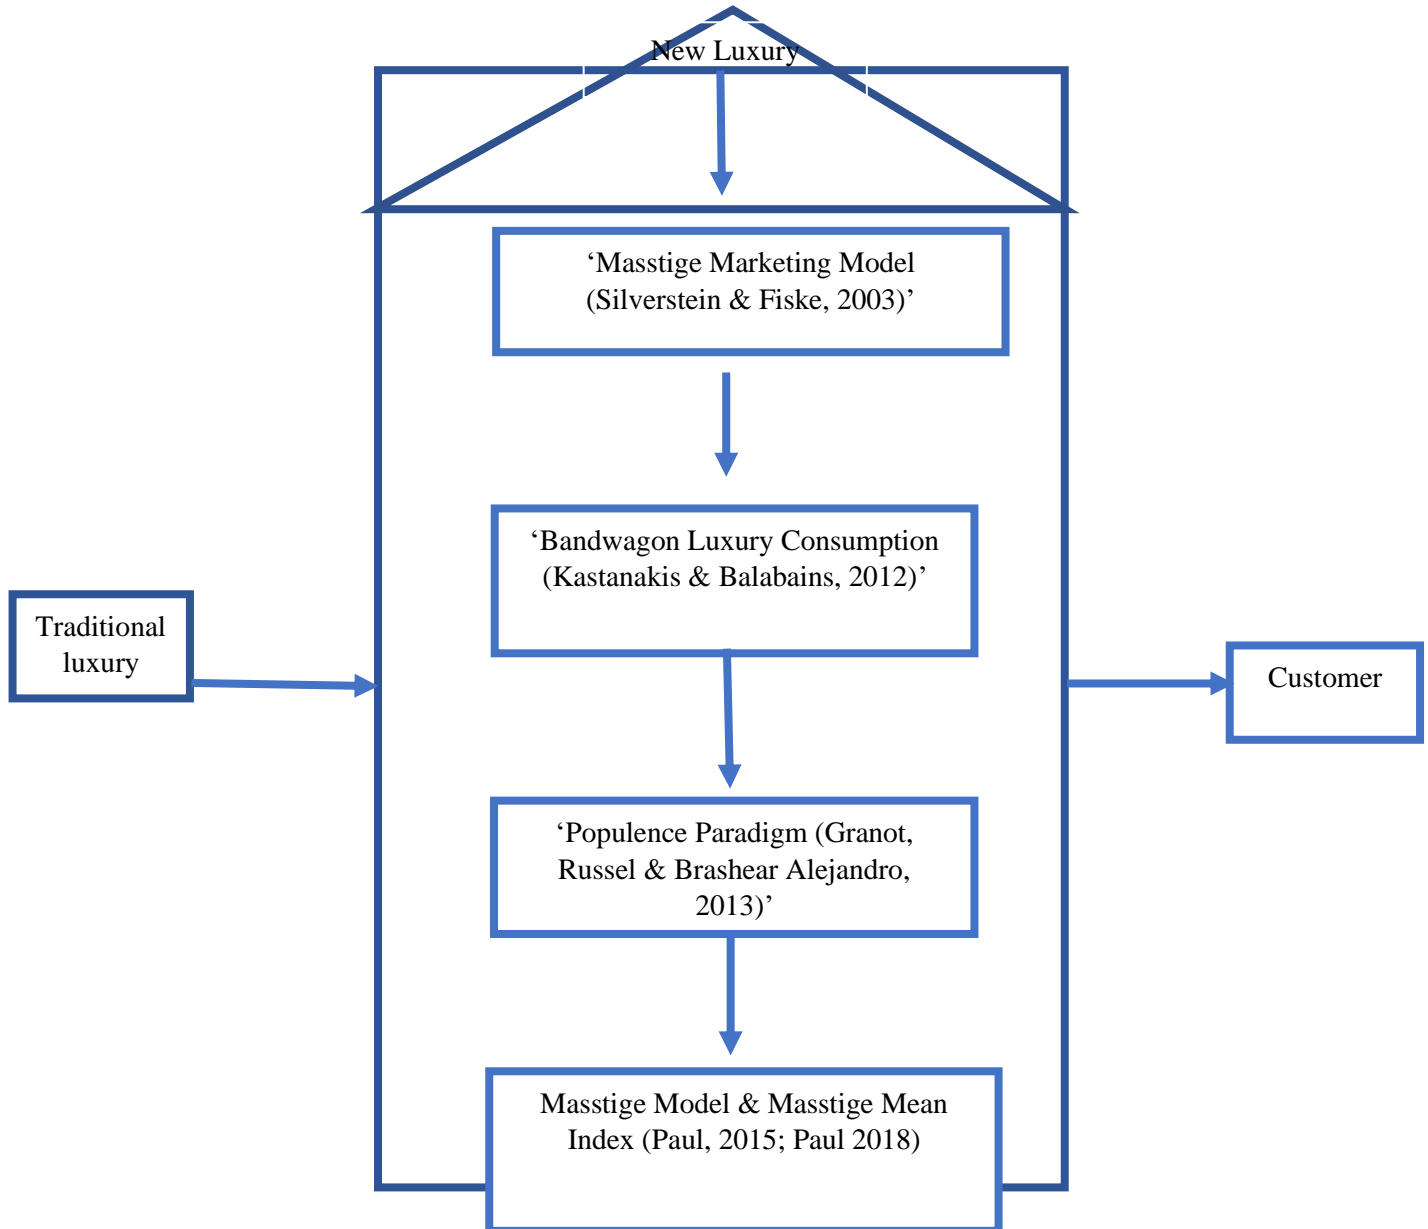 New Luxury
‘Masstige Marketing Model
(Silverstein & Fiske, 2003)’
‘Bandwagon Luxury Consumption
(Kastanakis & Balabains, 2012)’
Traditional
luxury
Customer
‘Populence Paradigm (Granot,
Russel & Brashear Alejandro,
2013)’
Masstige Model & Masstige Mean
Index (Paul, 2015; Paul 2018)